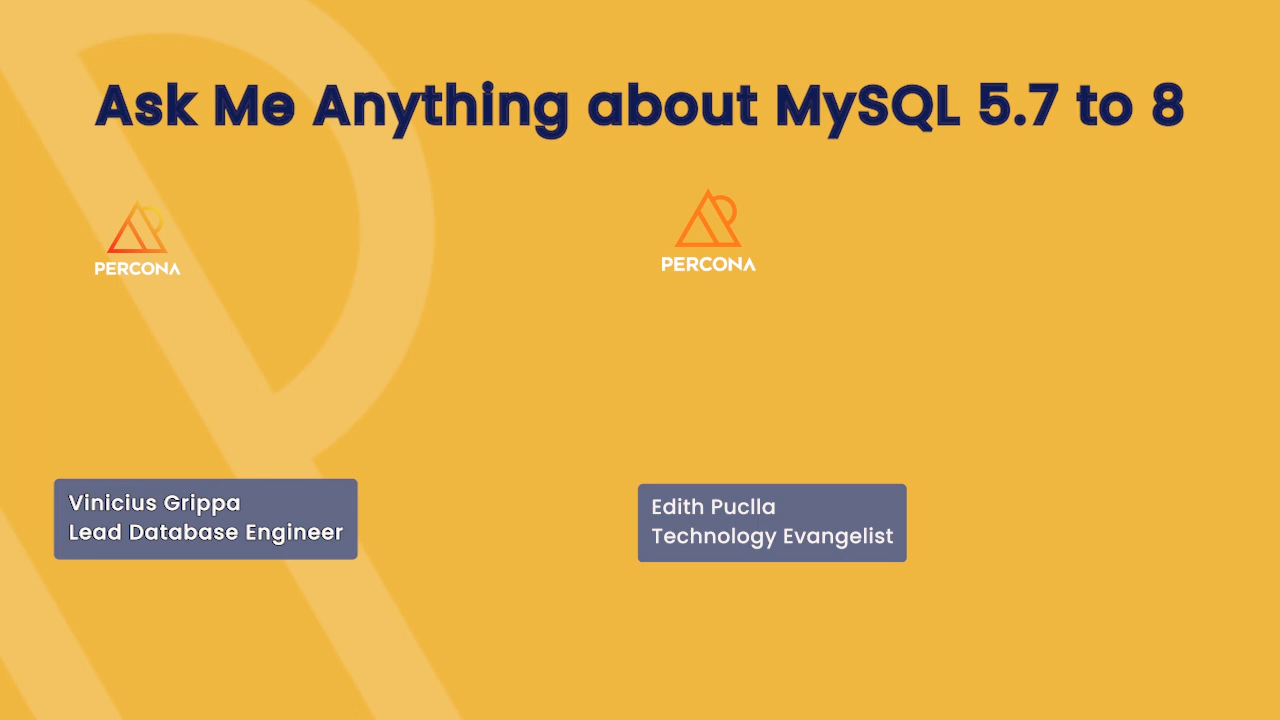 Ask Me Anything about MySQL 5.7 to 8
PERCONA
PERCONA
Vinicius Grippa
Lead Database Engineer
Edith Puclla
Technology Evangelist